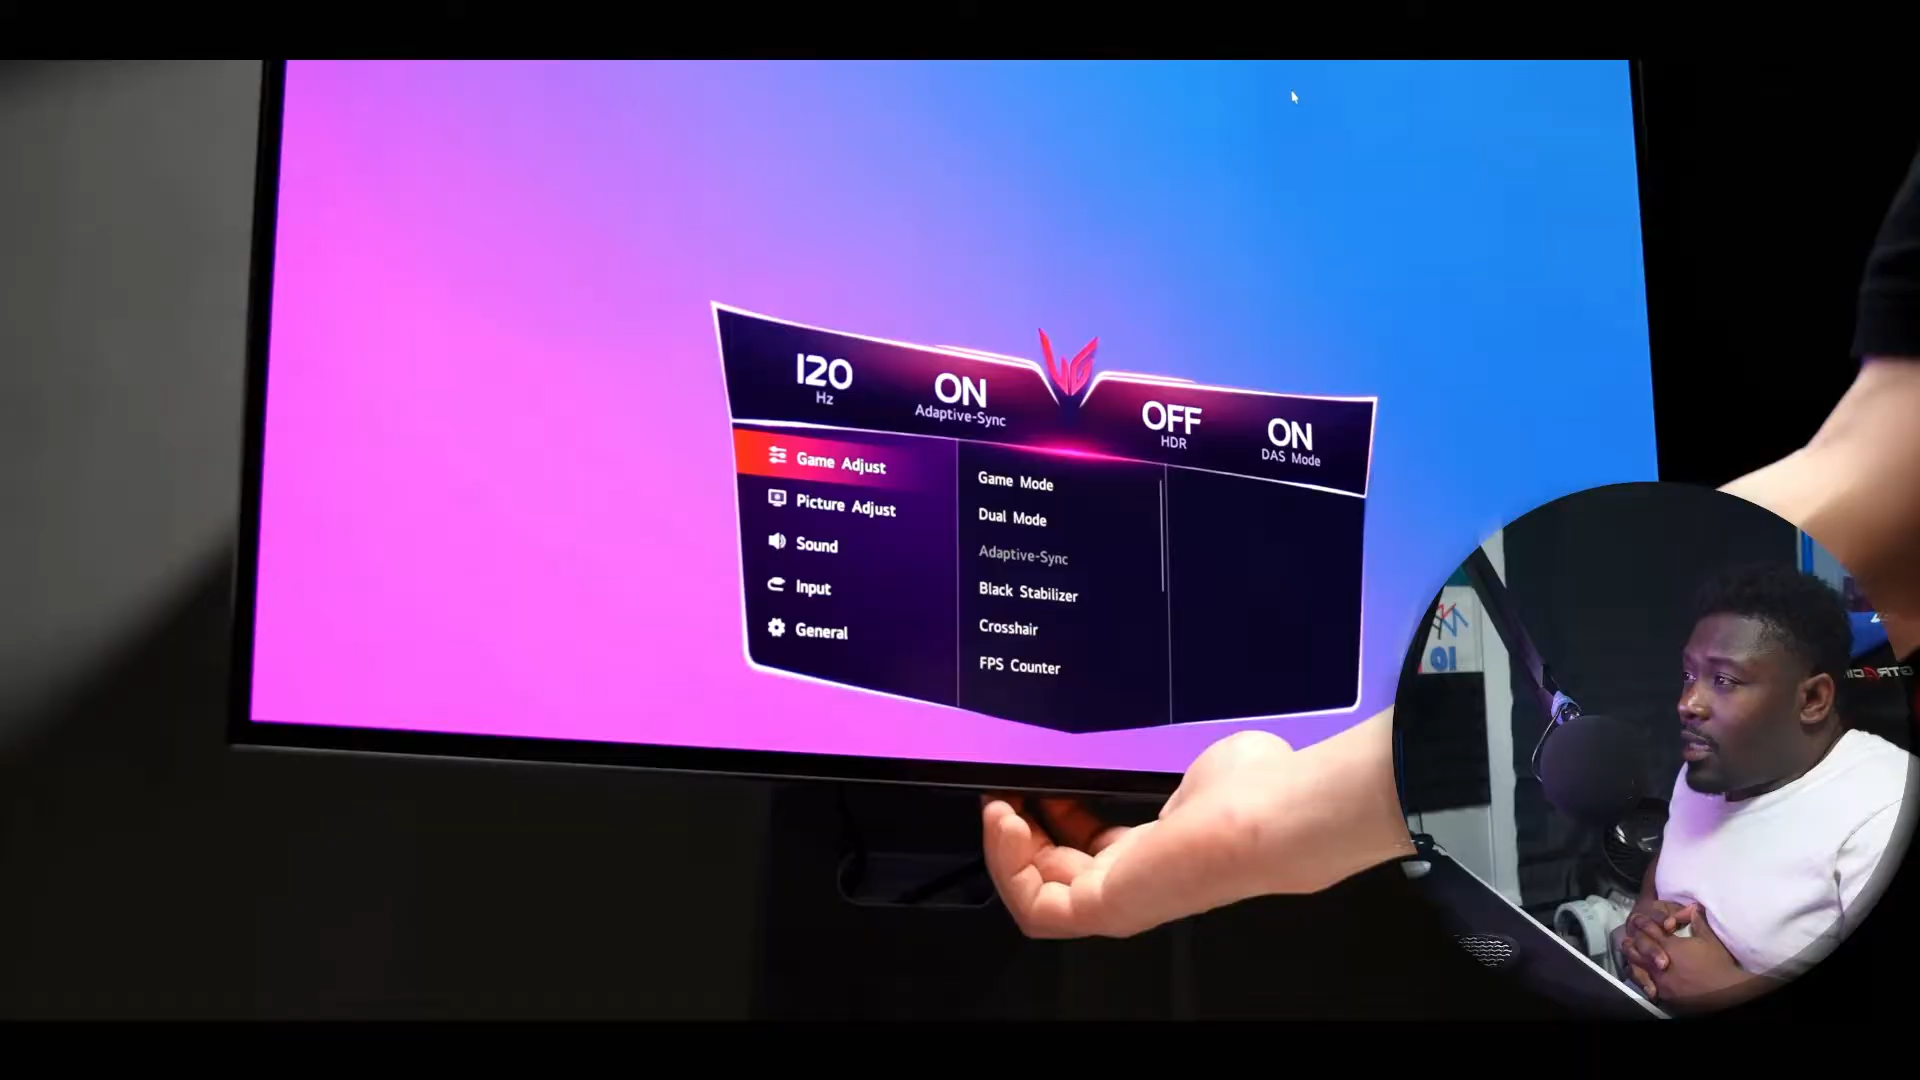 120
Hz
ON
Adaptive-Sync
OFF
HDR
ON
DAS Mode
Game Adjust
Picture Adjust
Sound
Input
General
Game Mode
Dual Mode
Adaptive-Sync
Black Stabilizer
Crosshair
FPS Counter